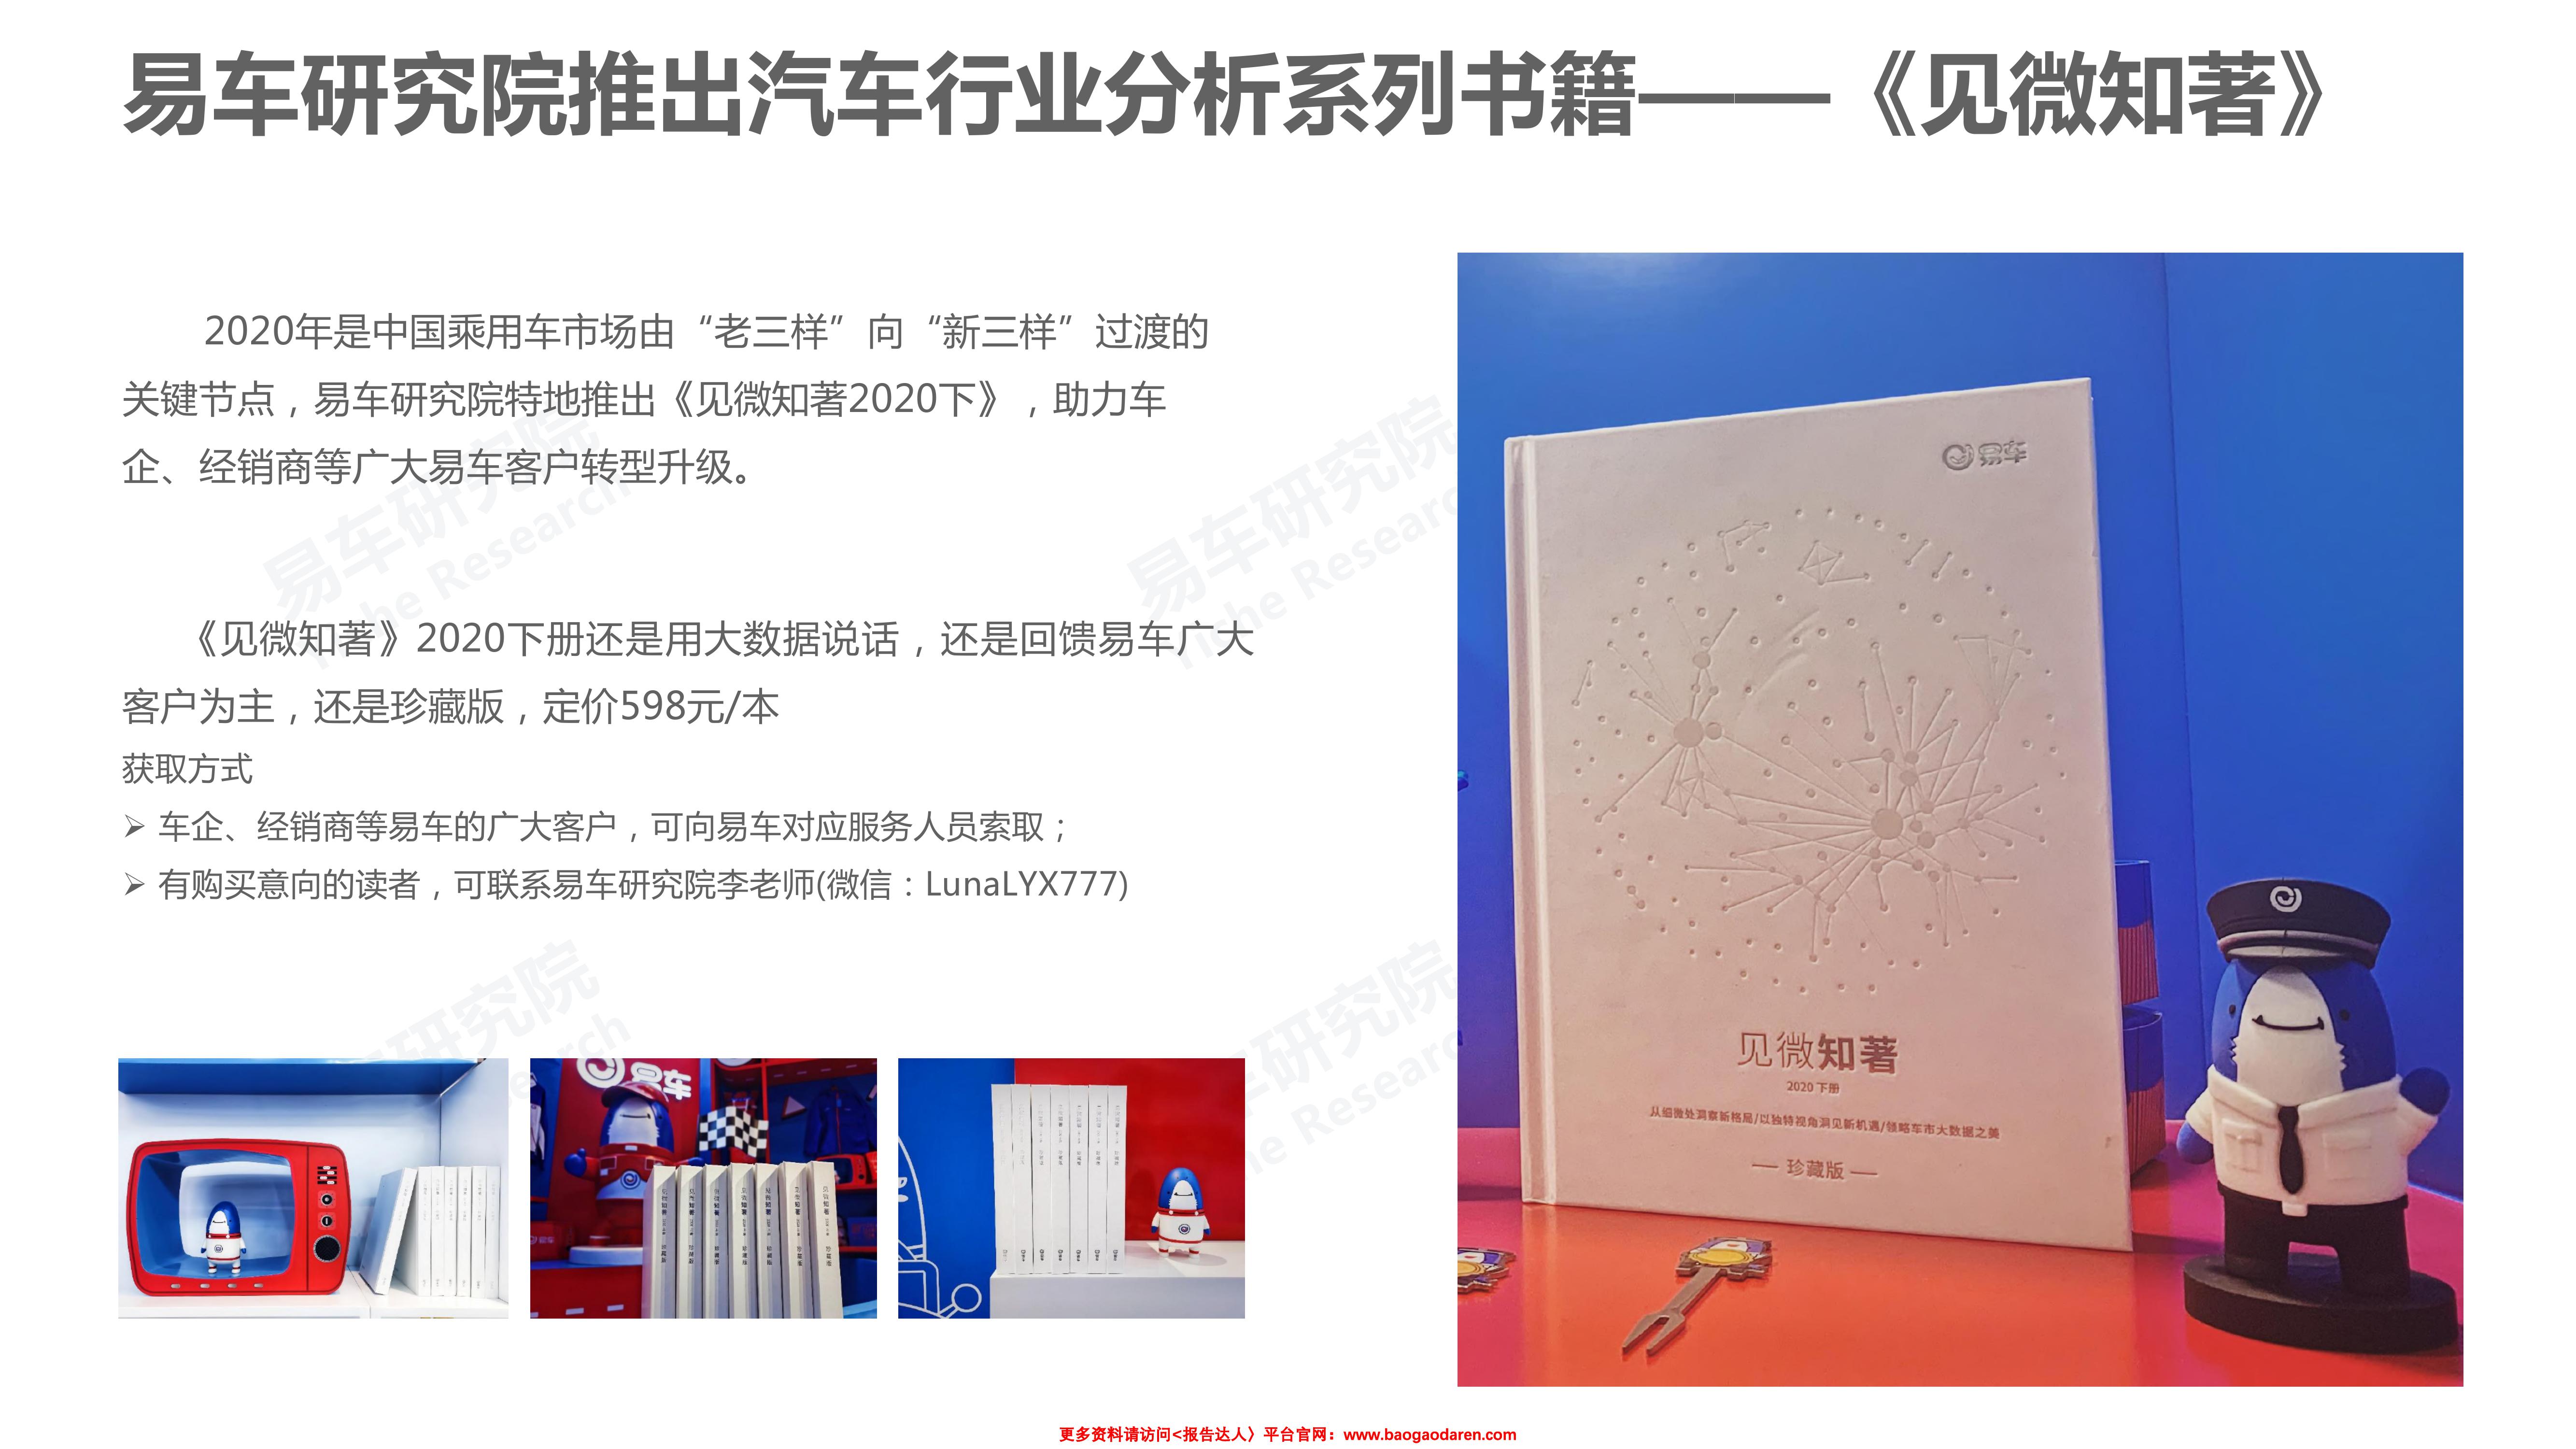 易车研究院推出汽车行业分析系列书籍——《见微知著》
2020年是中国乘用车市场由“老三样”向“新三样”过渡的
关键节点，易车研究院特地推出《见微知著2020下》，助力车
企、经销商等广大易车客户转型升级。
《见微知著》2020下册还是用大数据说话，还是回馈易车广大
客户为主，还是珍藏版，定价598元/本
获取方式
➢ 车企、经销商等易车的广大客户，可向易车对应服务人员索取；
➢ 有购买意向的读者，可联系易车研究院李老师(微信：LunaLYX777)
易车
见微知著
2020 下册
从细微处洞察新格局/以独特视角洞见新机遇/领略车市大数据之美
— 珍藏版 —
易车
易车研究院
iche Research
易车研究院
更多资料请访问<报告达人〉平台官网：www.baogaodaren.com